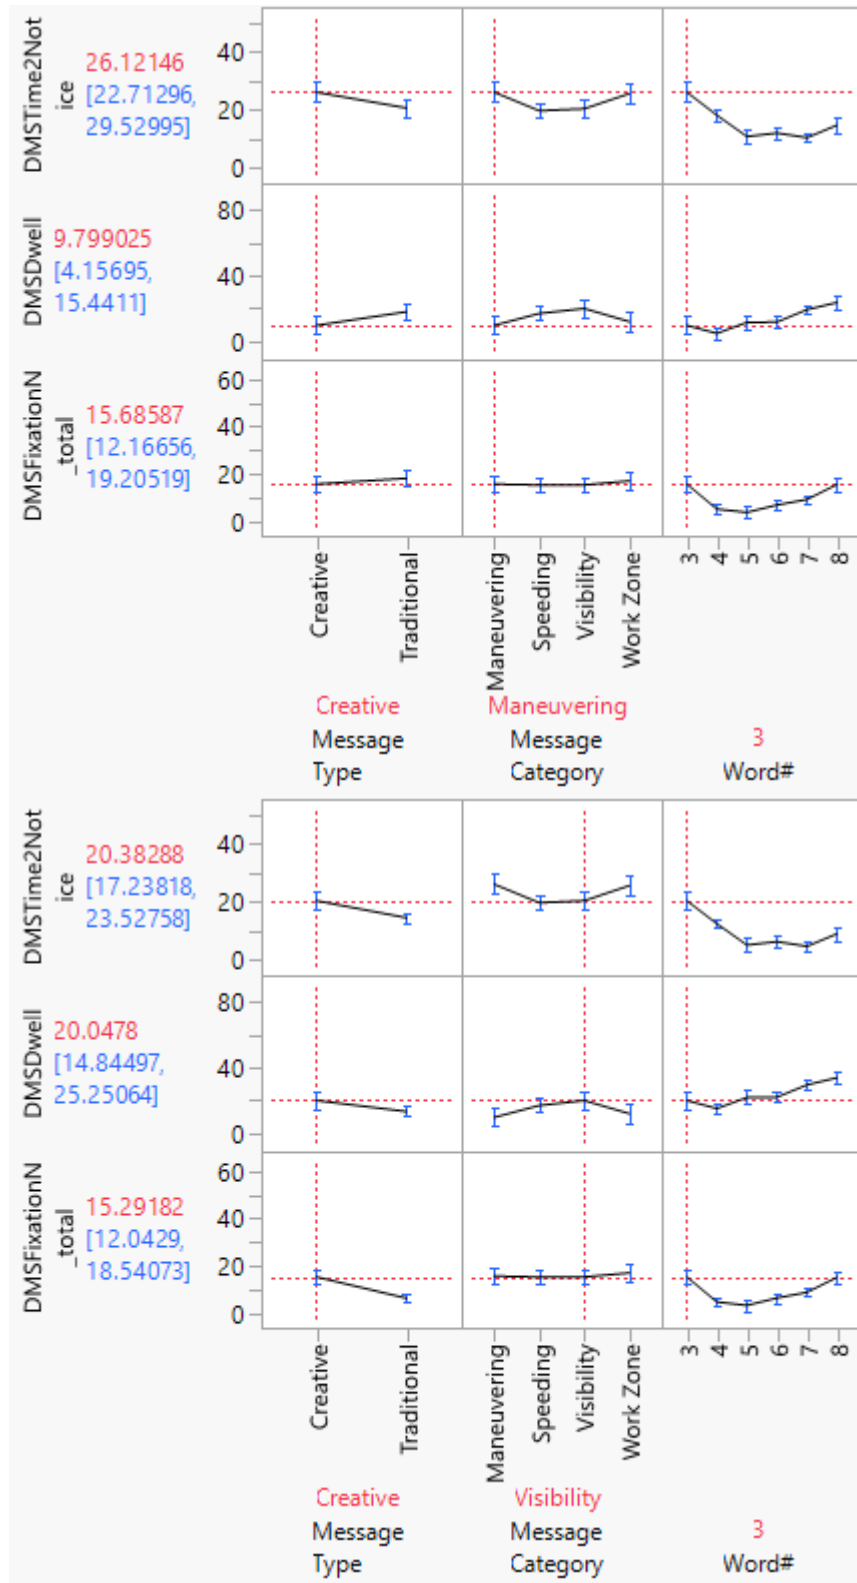 DMSTime2Not
ice
26.12146
[22.71296,
29.52995]
40
20
0
DMSDwell
9.799025
[4.15695,
15.4411]
80
40
0
DMSFixationN
_total
15.68587
[12.16656,
19.20519]
60
40
20
0
Creative
Traditional
Maneuvering
Speeding
Visibility
Work Zone
3
4
5
6
7
8
Creative
Message
Type
Maneuvering
Message
Category
3
Word#
DMSTime2Not
ice
20.38288
[17.23818,
23.52758]
40
20
0
DMSDwell
20.0478
[14.84497,
25.25064]
80
40
0
DMSFixationN
_total
15.29182
[12.0429,
18.54073]
60
40
20
0
Creative
Traditional
Maneuvering
Speeding
Visibility
Work Zone
3
4
5
6
7
8
Creative
Message
Type
Visibility
Message
Category
3
Word#